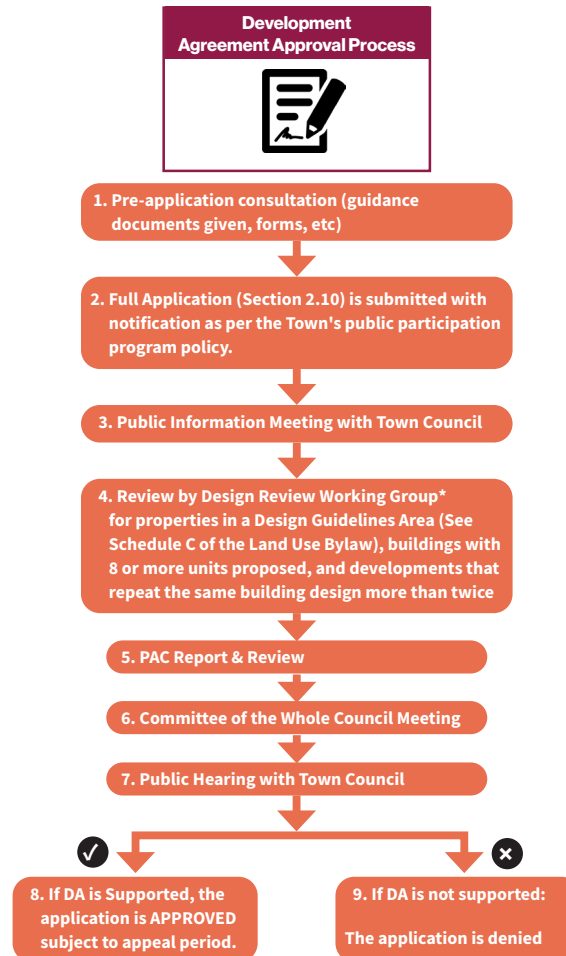 Development
Agreement Approval Process
1. Pre-application consultation (guidance
documents given, forms, etc)
2. Full Application (Section 2.10) is submitted with
notification as per the Town's public participation
program policy.
3. Public Information Meeting with Town Council
4. Review by Design Review Working Group*
for properties in a Design Guidelines Area (See
Schedule C of the Land Use Bylaw), buildings with
8 or more units proposed, and developments that
repeat the same building design more than twice
5. PAC Report & Review
6. Committee of the Whole Council Meeting
7. Public Hearing with Town Council
8. If DA is Supported, the
application is APPROVED
subject to appeal period.
9. If DA is not supported:
The application is denied